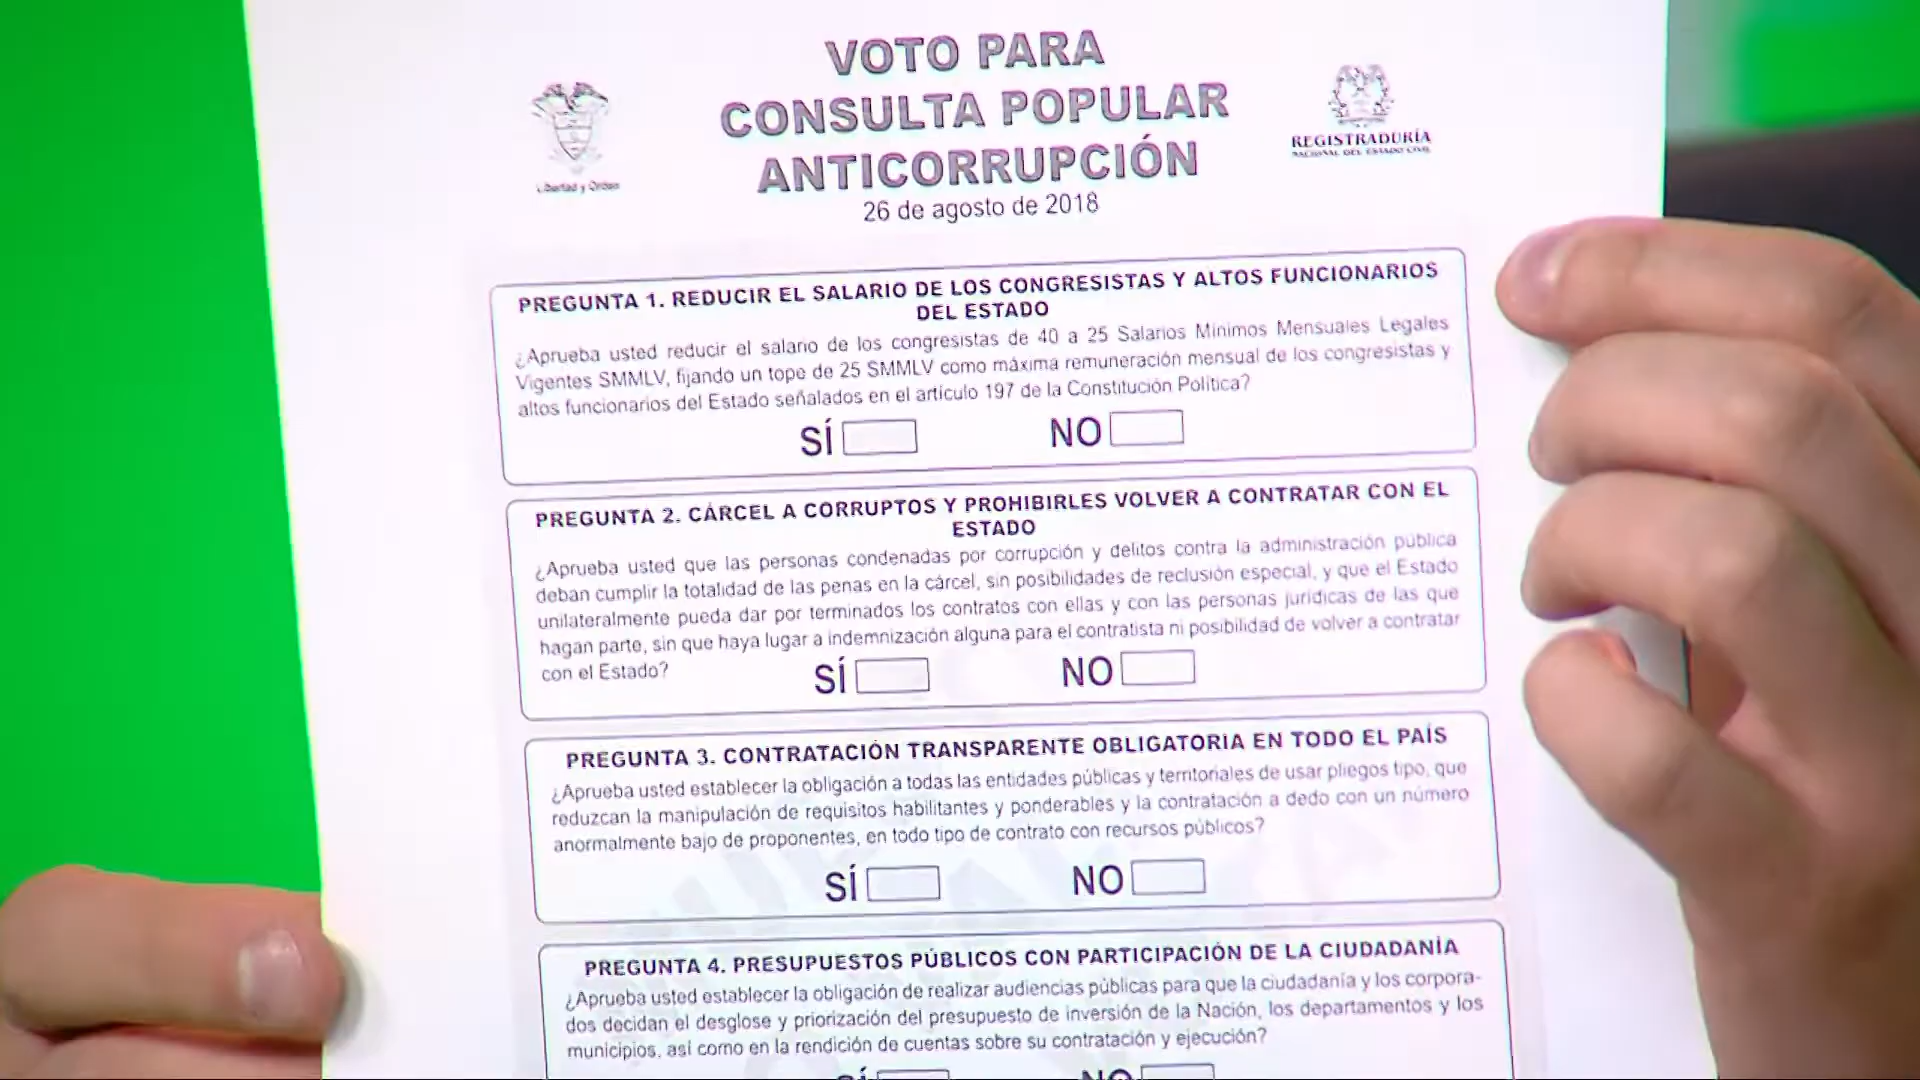 VOTO PARA
CONSULTA POPULAR
ANTICORRUPCIÓN
26 de agosto de 2018
Libertad y Orden
REGISTRADURÍA
NACIONAL DEL ESTADO CIVIL
PREGUNTA 1. REDUCIR EL SALARIO DE LOS CONGRESISTAS Y ALTOS FUNCIONARIOS
DEL ESTADO
¿Aprueba usted reducir el salario de los congresistas de 40 a 25 Salarios Mínimos Mensuales Legales
Vigentes SMMLV, fijando un tope de 25 SMMLV como máxima remuneración mensual de los congresistas y
altos funcionarios del Estado señalados en el artículo 197 de la Constitución Política?
SÍ NO
PREGUNTA 2. CÁRCEL A CORRUPTOS Y PROHIBIRLES VOLVER A CONTRATAR CON EL
ESTADO
¿Aprueba usted que las personas condenadas por corrupción y delitos contra la administración pública
deban cumplir la totalidad de las penas en la cárcel, sin posibilidades de reclusión especial, y que el Estado
unilateralmente pueda dar por terminados los contratos con ellas y con las personas jurídicas de las que
hagan parte, sin que haya lugar a indemnización alguna para el contratista ni posibilidad de volver a contratar
con el Estado?
SÍ NO
PREGUNTA 3. CONTRATACIÓN TRANSPARENTE OBLIGATORIA EN TODO EL PAÍS
¿Aprueba usted establecer la obligación a todas las entidades públicas y territoriales de usar pliegos tipo, que
reduzcan la manipulación de requisitos habilitantes y ponderables y la contratación a dedo con un número
anormalmente bajo de proponentes, en todo tipo de contrato con recursos públicos?
SÍ NO
PREGUNTA 4. PRESUPUESTOS PÚBLICOS CON PARTICIPACIÓN DE LA CIUDADANÍA
¿Aprueba usted establecer la obligación de realizar audiencias públicas para que la ciudadanía y los corpora-
dos decidan el desglose y priorización del presupuesto de inversión de la Nación, los departamentos y los
municipios, así como en la rendición de cuentas sobre su contratación y ejecución?
SÍ NO